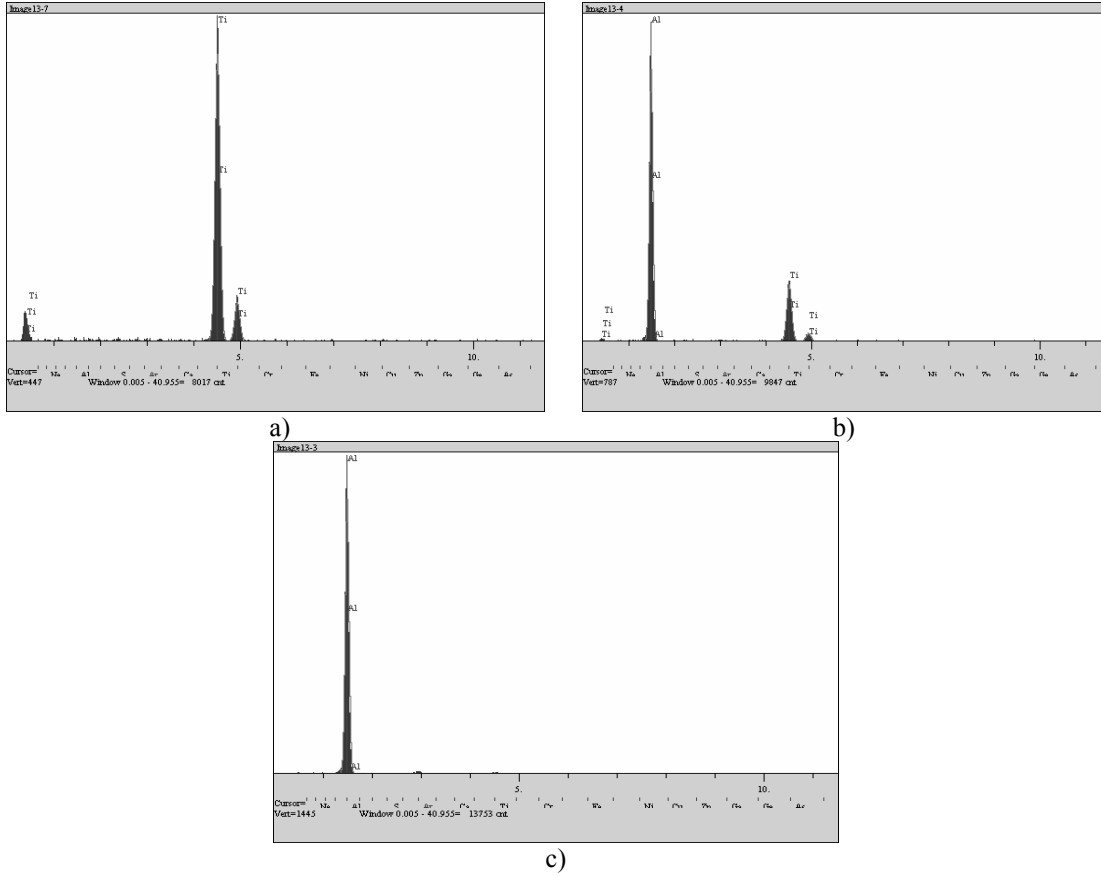 Image13-7
Ti
Ti
Ti
Ti
Ti
Ti
Ti
5.
10.
Cursor=
Vert=447 Window 0.005 - 40.955= 8017 cnt
a)
Image13-4
Al
Al
Ti
Ti
Ti
Ti
Ti
Ti
Ti
Al
5.
10.
Cursor=
Vert=787 Window 0.005 - 40.955= 9847 cnt
b)
Image13-3
Al
Al
Al
5.
10.
Cursor=
Vert=1445 Window 0.005 - 40.955= 13753 cnt
c)